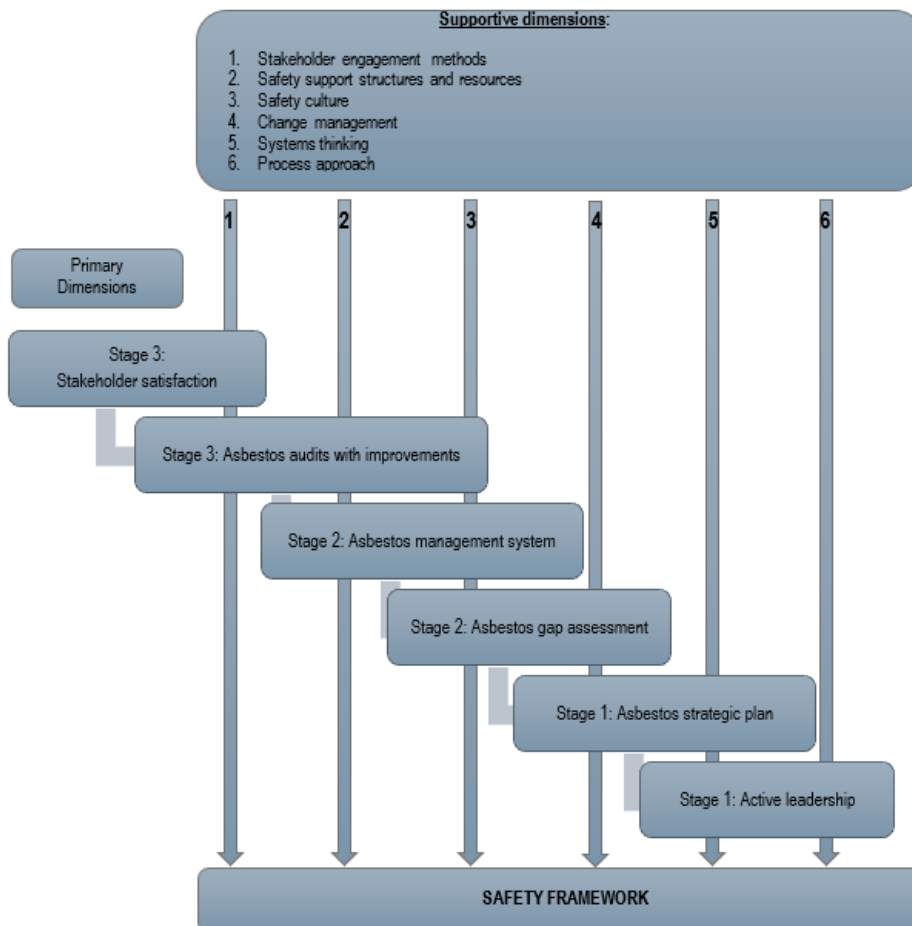 Supportive dimensions:
1. Stakeholder engagement methods
2. Safety support structures and resources
3. Safety culture
4. Change management
5. Systems thinking
6. Process approach
1 2 3 4 5 6
Primary
Dimensions
Stage 3:
Stakeholder satisfaction
Stage 3: Asbestos audits with improvements
Stage 2: Asbestos management system
Stage 2: Asbestos gap assessment
Stage 1: Asbestos strategic plan
Stage 1: Active leadership
SAFETY FRAMEWORK